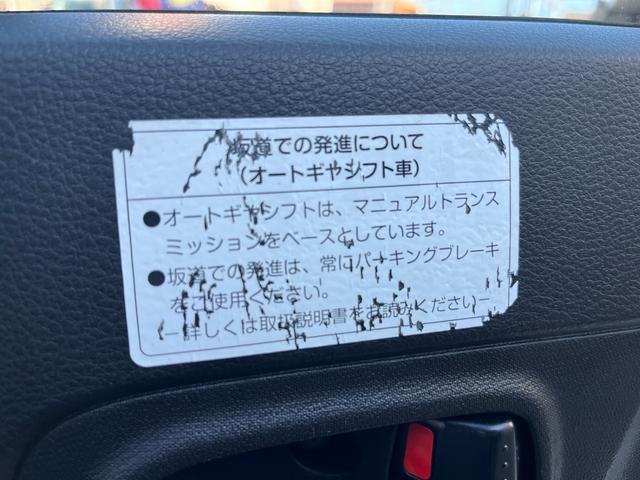 坂道での発進について
（オートギヤシフト車）
●オートギヤシフトは、マニュアルトランス
ミッションをベースとしています。
●坂道での発進は、常にパーキングブレーキ
をご使用ください。
ー詳しくは取扱説明書をお読みくださいー